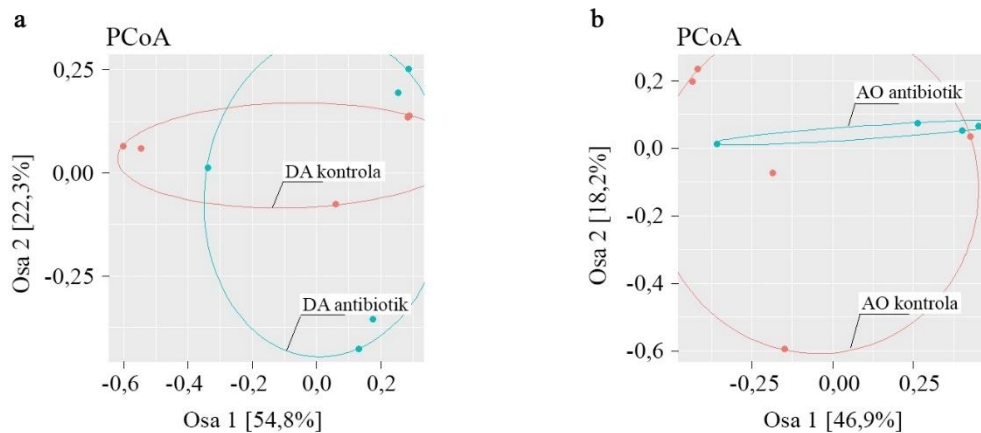 a
PCoA
0,25
0,00
-0,25
Osa 2 [22,3%]
DA kontrola
DA antibiotik
-0,6 -0,4 -0,2 0,0 0,2
Osa 1 [54,8%]
b
PCoA
0,2
0,0
-0,2
-0,4
-0,6
Osa 2 [18,2%]
AO antibiotik
AO kontrola
-0,25 0,00 0,25
Osa 1 [46,9%]